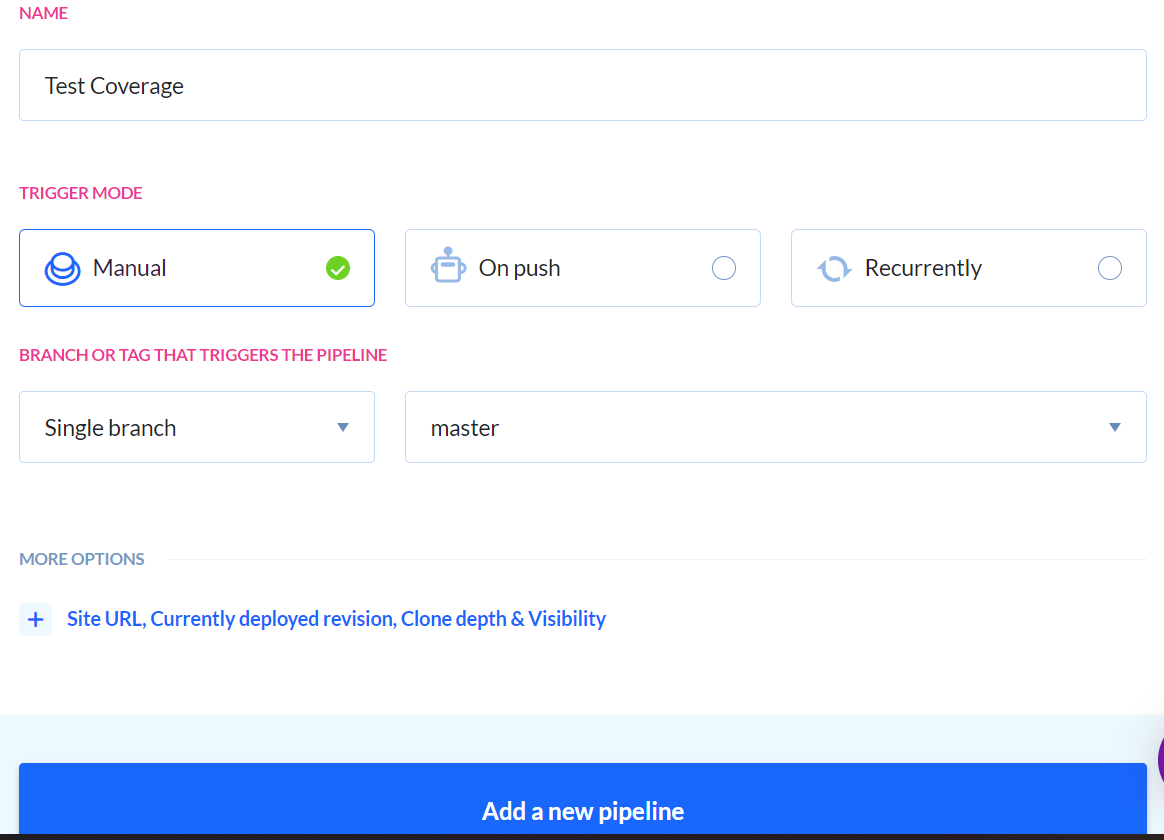 NAME
Test Coverage
TRIGGER MODE
Manual
On push
Recurrently
BRANCH OR TAG THAT TRIGGERS THE PIPELINE
Single branch
master
MORE OPTIONS
+ Site URL, Currently deployed revision, Clone depth & Visibility
Add a new pipeline